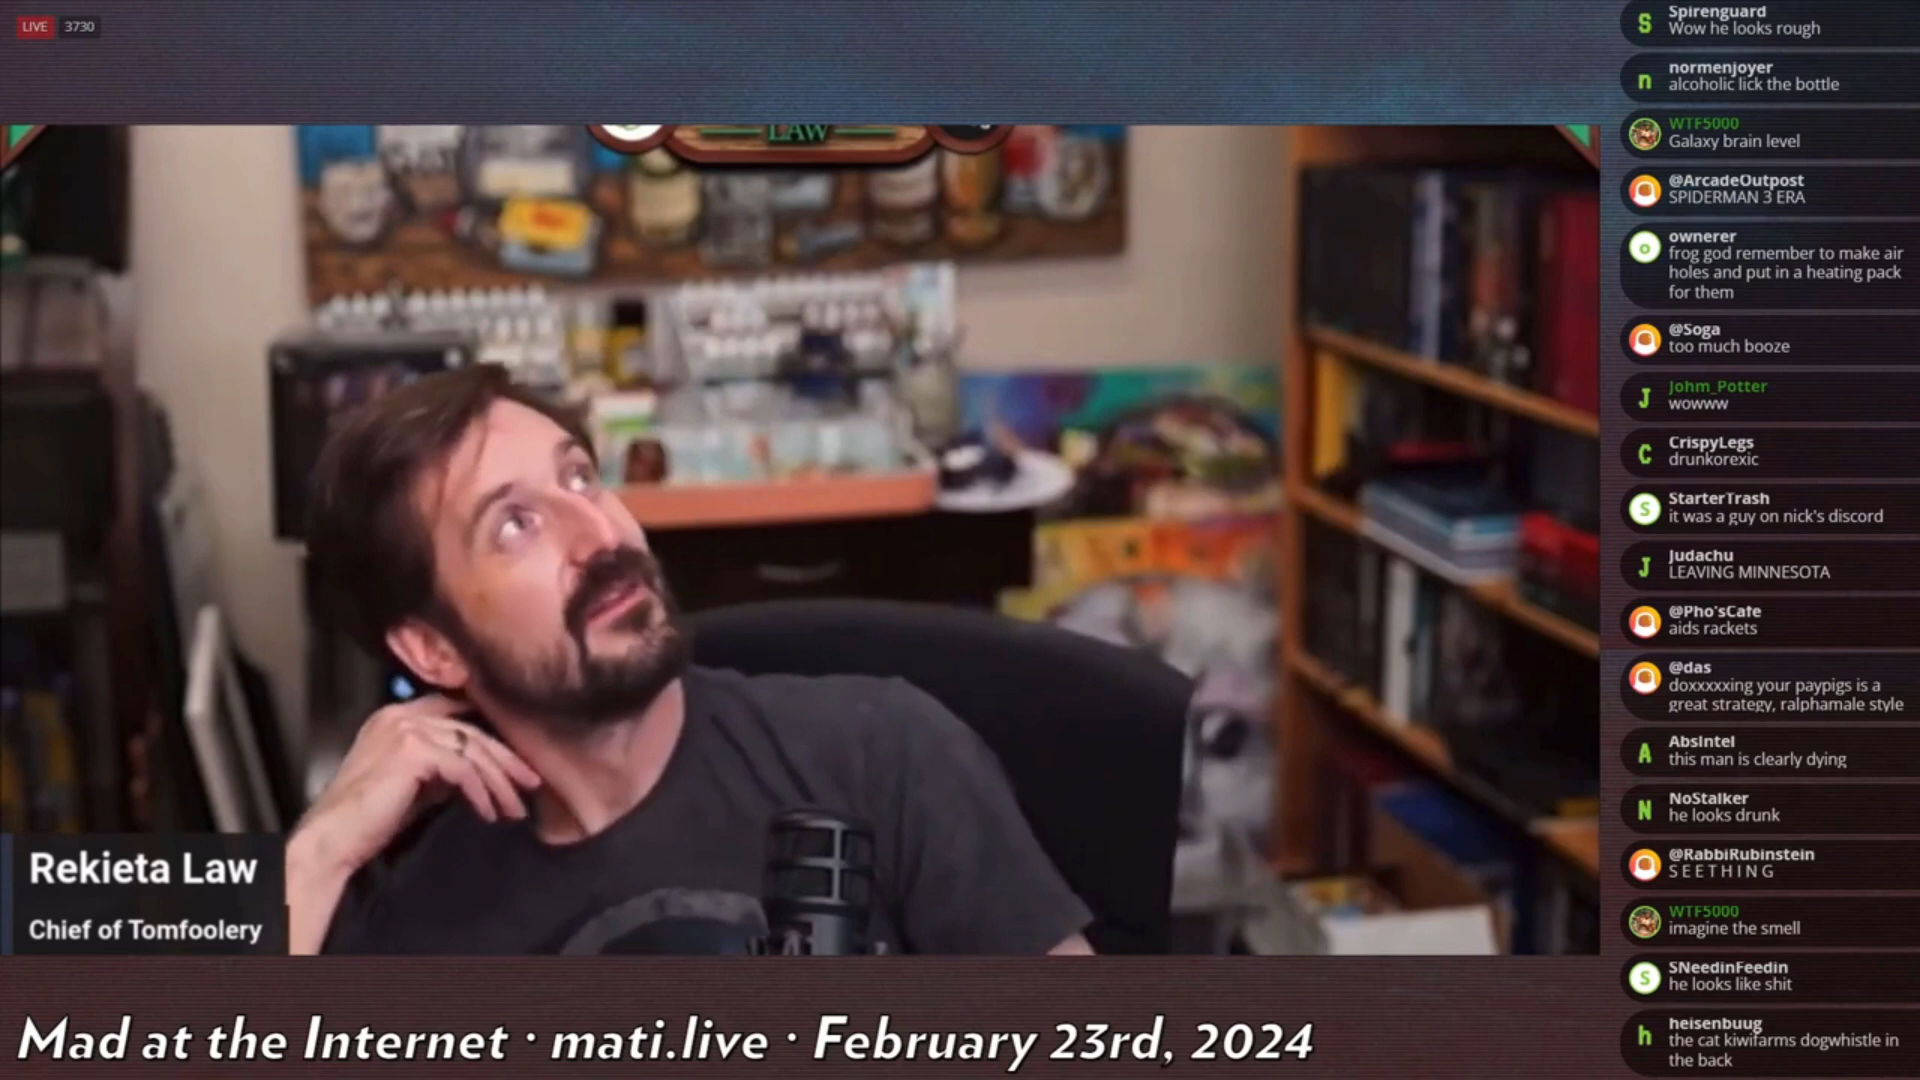 LIVE 3730
LAW
Rekieta Law
Chief of Tomfoolery
Mad at the Internet · mati.live · February 23rd, 2024
S
Spirenguard
Wow he looks rough
n
normenjoyer
alcoholic lick the bottle
WTF5000
Galaxy brain level
@ArcadeOutpost
SPIDERMAN 3 ERA
o
ownerer
frog god remember to make air
holes and put in a heating pack
for them
@Soga
too much booze
J
Johm_Potter
wowww
C
CrispyLegs
drunkorexic
S
StarterTrash
it was a guy on nick's discord
J
Judachu
LEAVING MINNESOTA
@Pho'sCafe
aids rackets
@das
doxxxxxing your paypigs is a
great strategy, ralphamale style
A
AbsIntel
this man is clearly dying
N
NoStalker
he looks drunk
@RabbiRubinstein
S E E T H I N G
WTF5000
imagine the smell
S
SNeedinFeedin
he looks like shit
h
heisenbuug
the cat kiwifarms dogwhistle in
the back